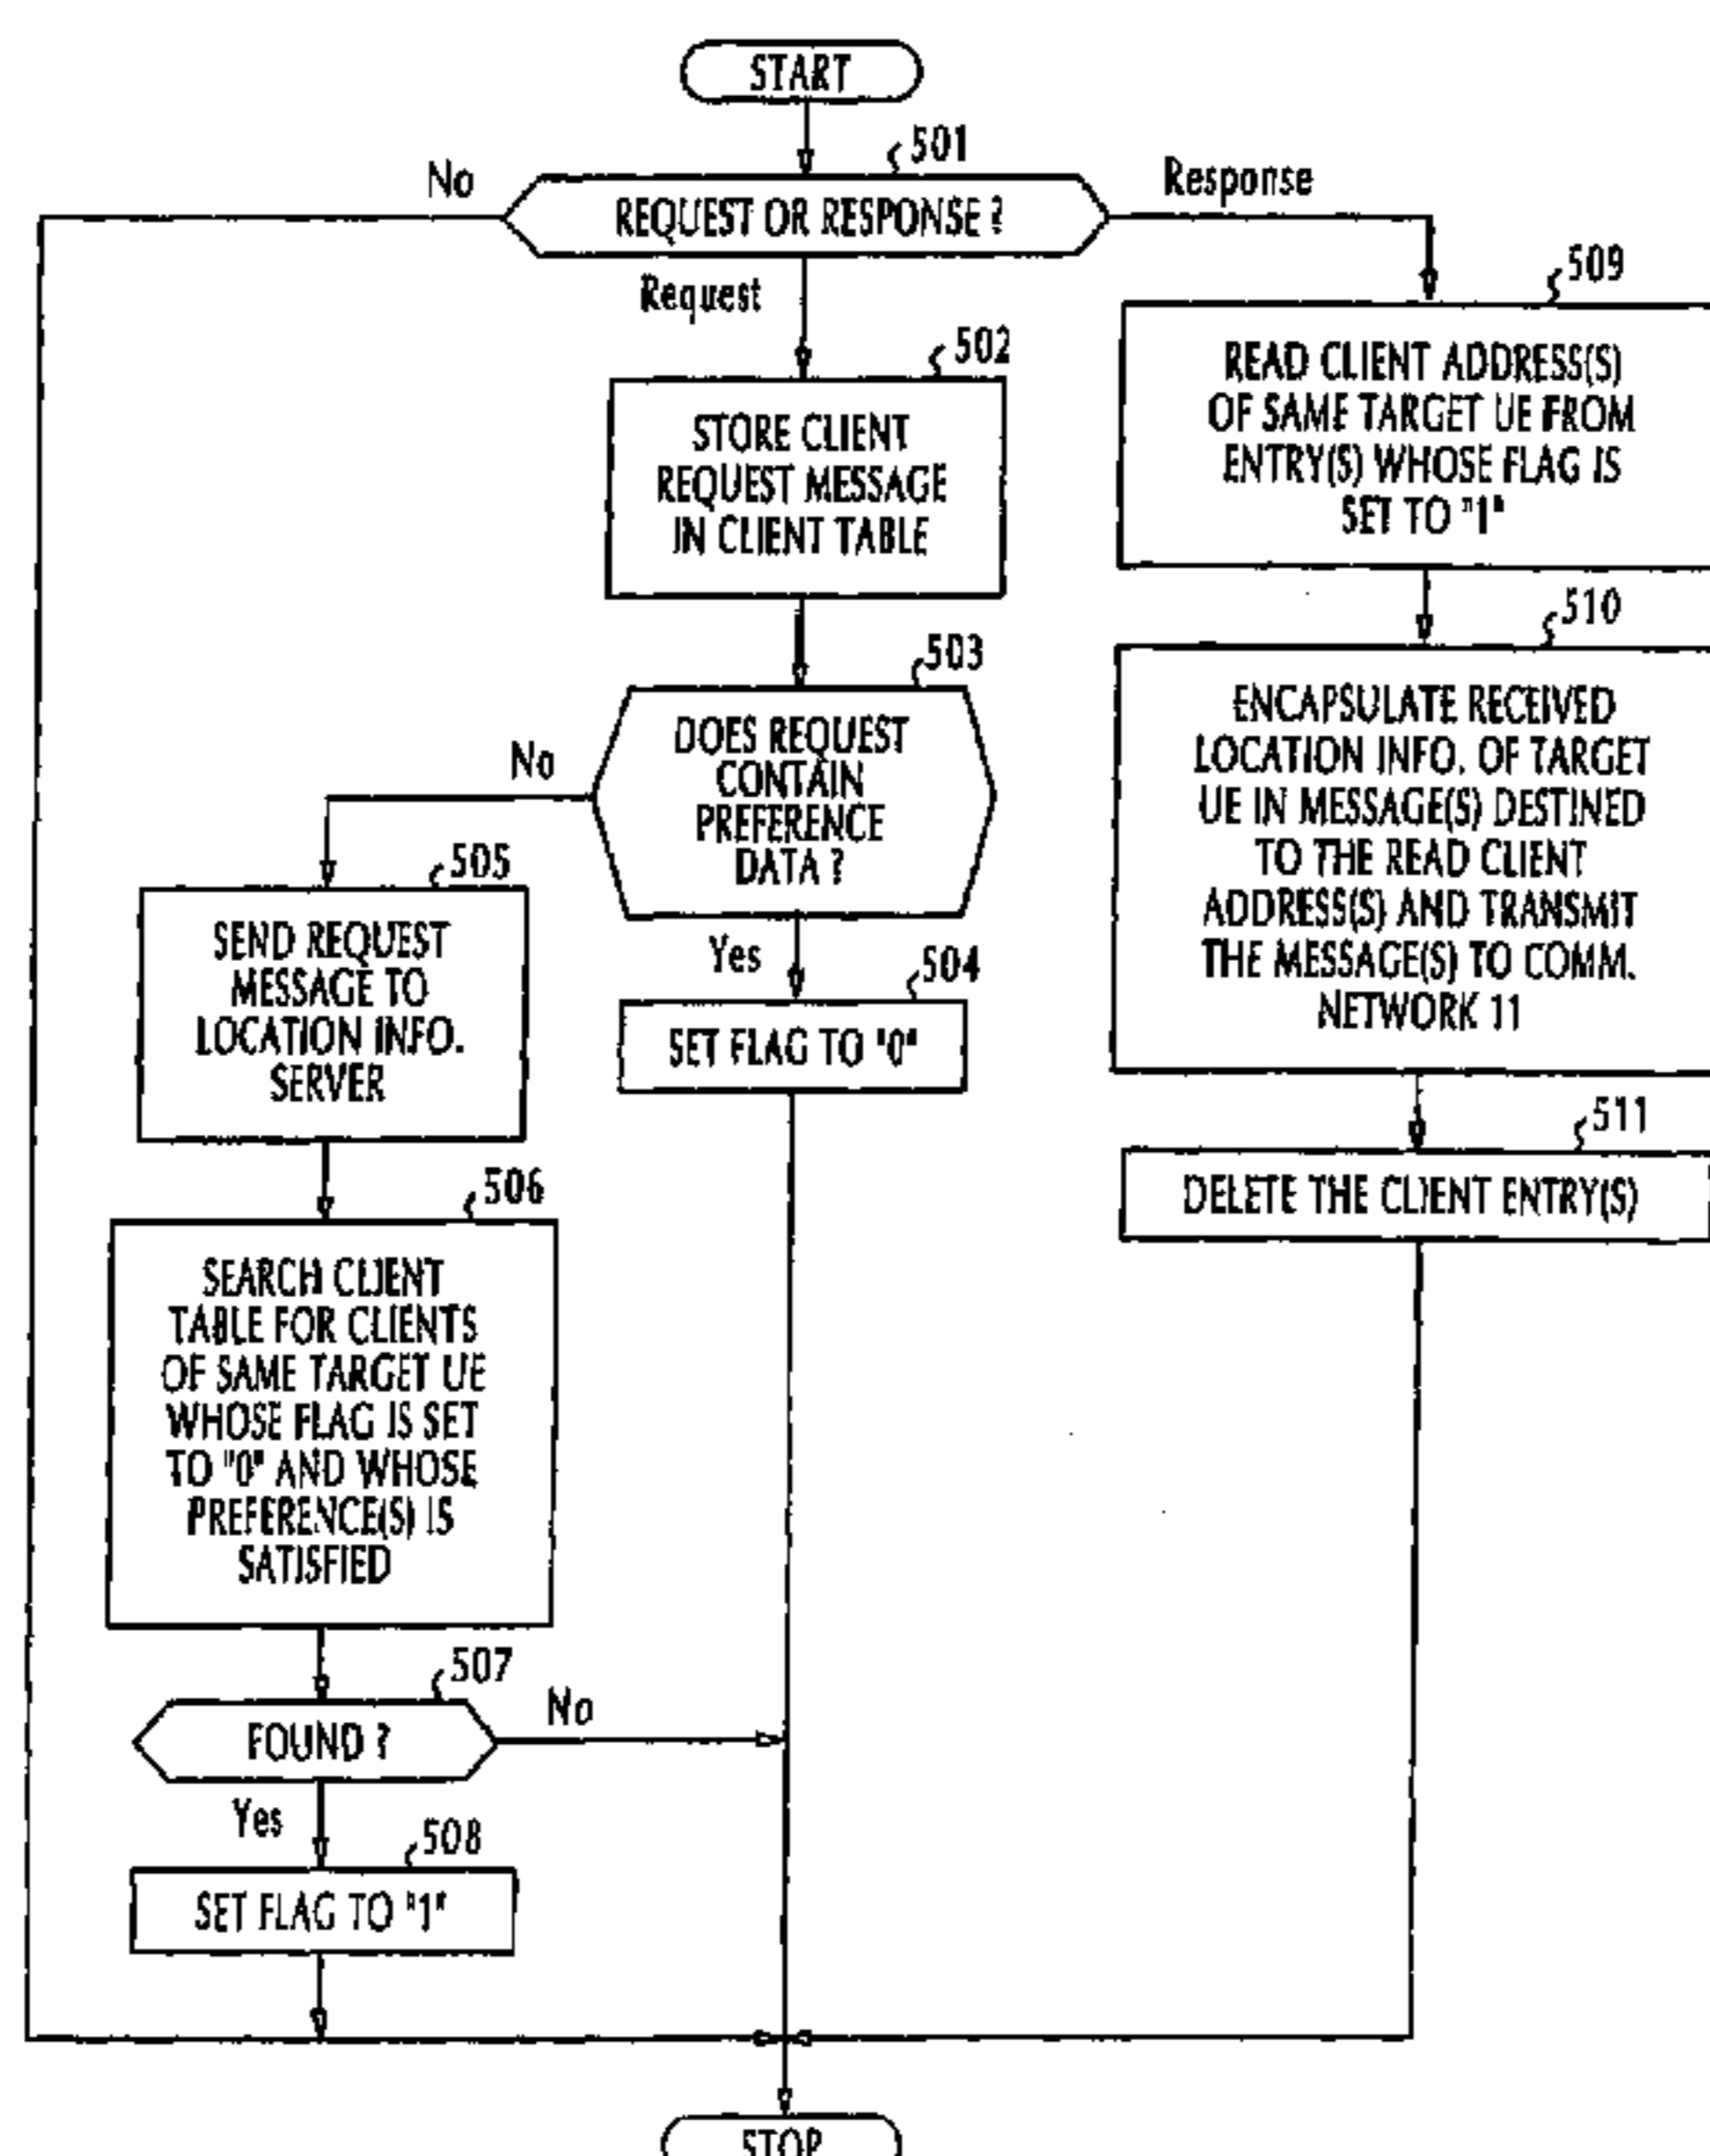 START
501
No
Response
REQUEST OR RESPONSE ?
Request
509
READ CLIENT ADDRESS(S)
OF SAME TARGET UE FROM
ENTRY(S) WHOSE FLAG IS
SET TO "1"
502
STORE CLIENT
REQUEST MESSAGE
IN CLIENT TABLE
510
ENCAPSULATE RECEIVED
LOCATION INFO. OF TARGET
UE IN MESSAGE(S) DESTINED
TO THE READ CLIENT
ADDRESS(S) AND TRANSMIT
THE MESSAGE(S) TO COMM.
NETWORK 11
503
DOES REQUEST
CONTAIN
PREFERENCE
DATA ?
No
Yes
504
SET FLAG TO "0"
505
SEND REQUEST
MESSAGE TO
LOCATION INFO.
SERVER
511
DELETE THE CLIENT ENTRY(S)
506
SEARCH CLIENT
TABLE FOR CLIENTS
OF SAME TARGET UE
WHOSE FLAG IS SET
TO "0" AND WHOSE
PREFERENCE(S) IS
SATISFIED
507
FOUND ?
No
Yes
508
SET FLAG TO "1"
STOP